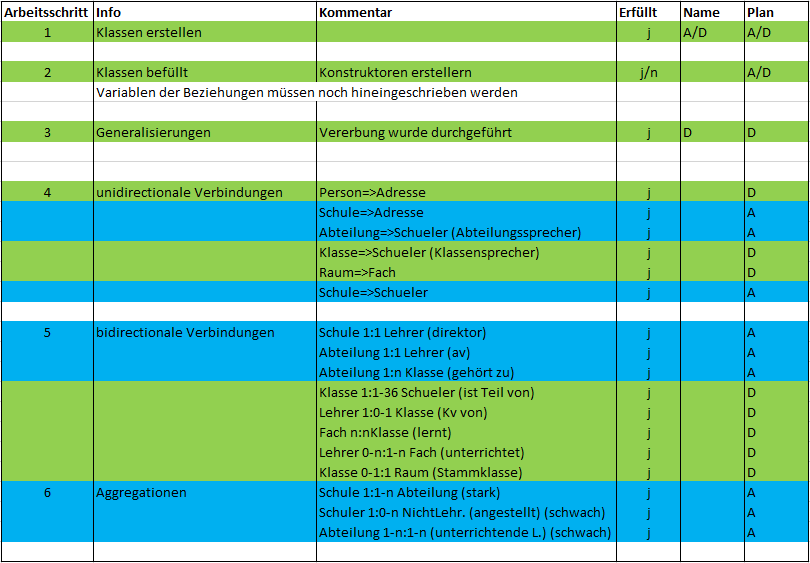 Arbeitsschritt Info Kommentar Erfüllt Name Plan
1 Klassen erstellen j A/D A/D
2 Klassen befüllt Konstruktoren erstellern j/n A/D
Variablen der Beziehungen müssen noch hineingeschrieben werden
3 Generalisierungen Vererbung wurde durchgeführt j D D
4 unidirectionale Verbindungen Person=>Adresse j D
Schule=>Adresse j A
Abteilung=>Schueler (Abteilungssprecher) j A
Klasse=>Schueler (Klassensprecher) j D
Raum=>Fach j D
Schule=>Schueler j A
5 bidirectionale Verbindungen Schule 1:1 Lehrer (direktor) j A
Abteilung 1:1 Lehrer (av) j A
Abteilung 1:n Klasse (gehört zu) j A
Klasse 1:1-36 Schueler (ist Teil von) j D
Lehrer 1:0-1 Klasse (Kv von) j D
Fach n:nKlasse (lernt) j D
Lehrer 0-n:1-n Fach (unterrichtet) j D
Klasse 0-1:1 Raum (Stammklasse) j D
6 Aggregationen Schule 1:1-n Abteilung (stark) j A
Schuler 1:0-n NichtLehr. (angestellt) (schwach) j A
Abteilung 1-n:1-n (unterrichtende L.) (schwach) j A